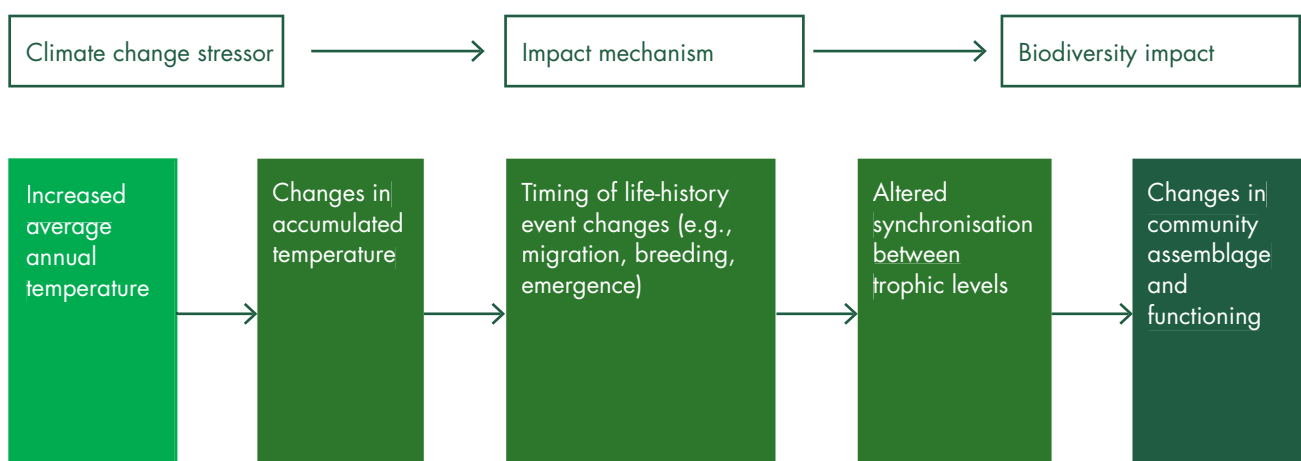 Climate change stressor
Impact mechanism
Biodiversity impact
Increased
average
annual
temperature
Changes in
accumulated
temperature
Timing of life-history
event changes (e.g.,
migration, breeding,
emergence)
Altered
synchronisation
between
trophic levels
Changes in
community
assemblage
and
functioning